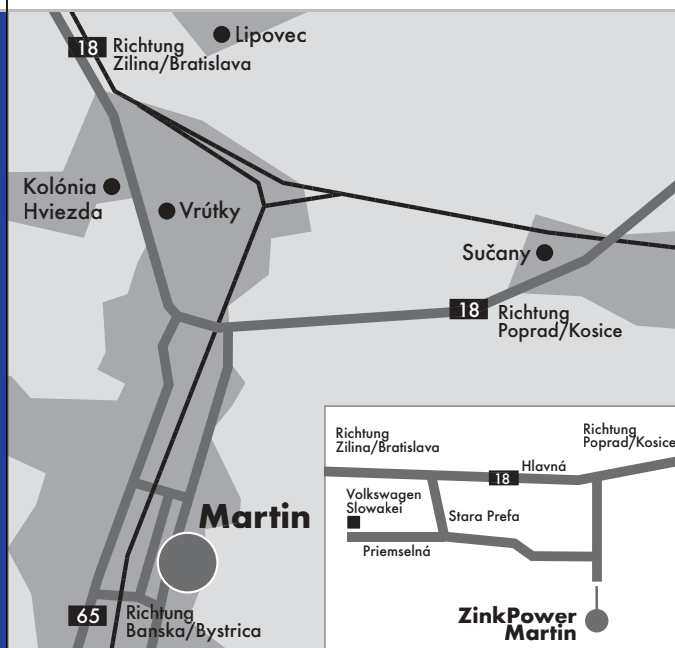 Lipovec
18
Richtung
Zilina/Bratislava
Kolónia
Hviezda
Vrútky
Sučany
18
Richtung
Poprad/Kosice
Martin
65
Richtung
Banska/Bystrica
Richtung
Zilina/Bratislava
Richtung
Poprad/Kosice
Hlavná
18
Volkswagen
Slowakei
Stara Prefa
Priemselná
ZinkPower
Martin